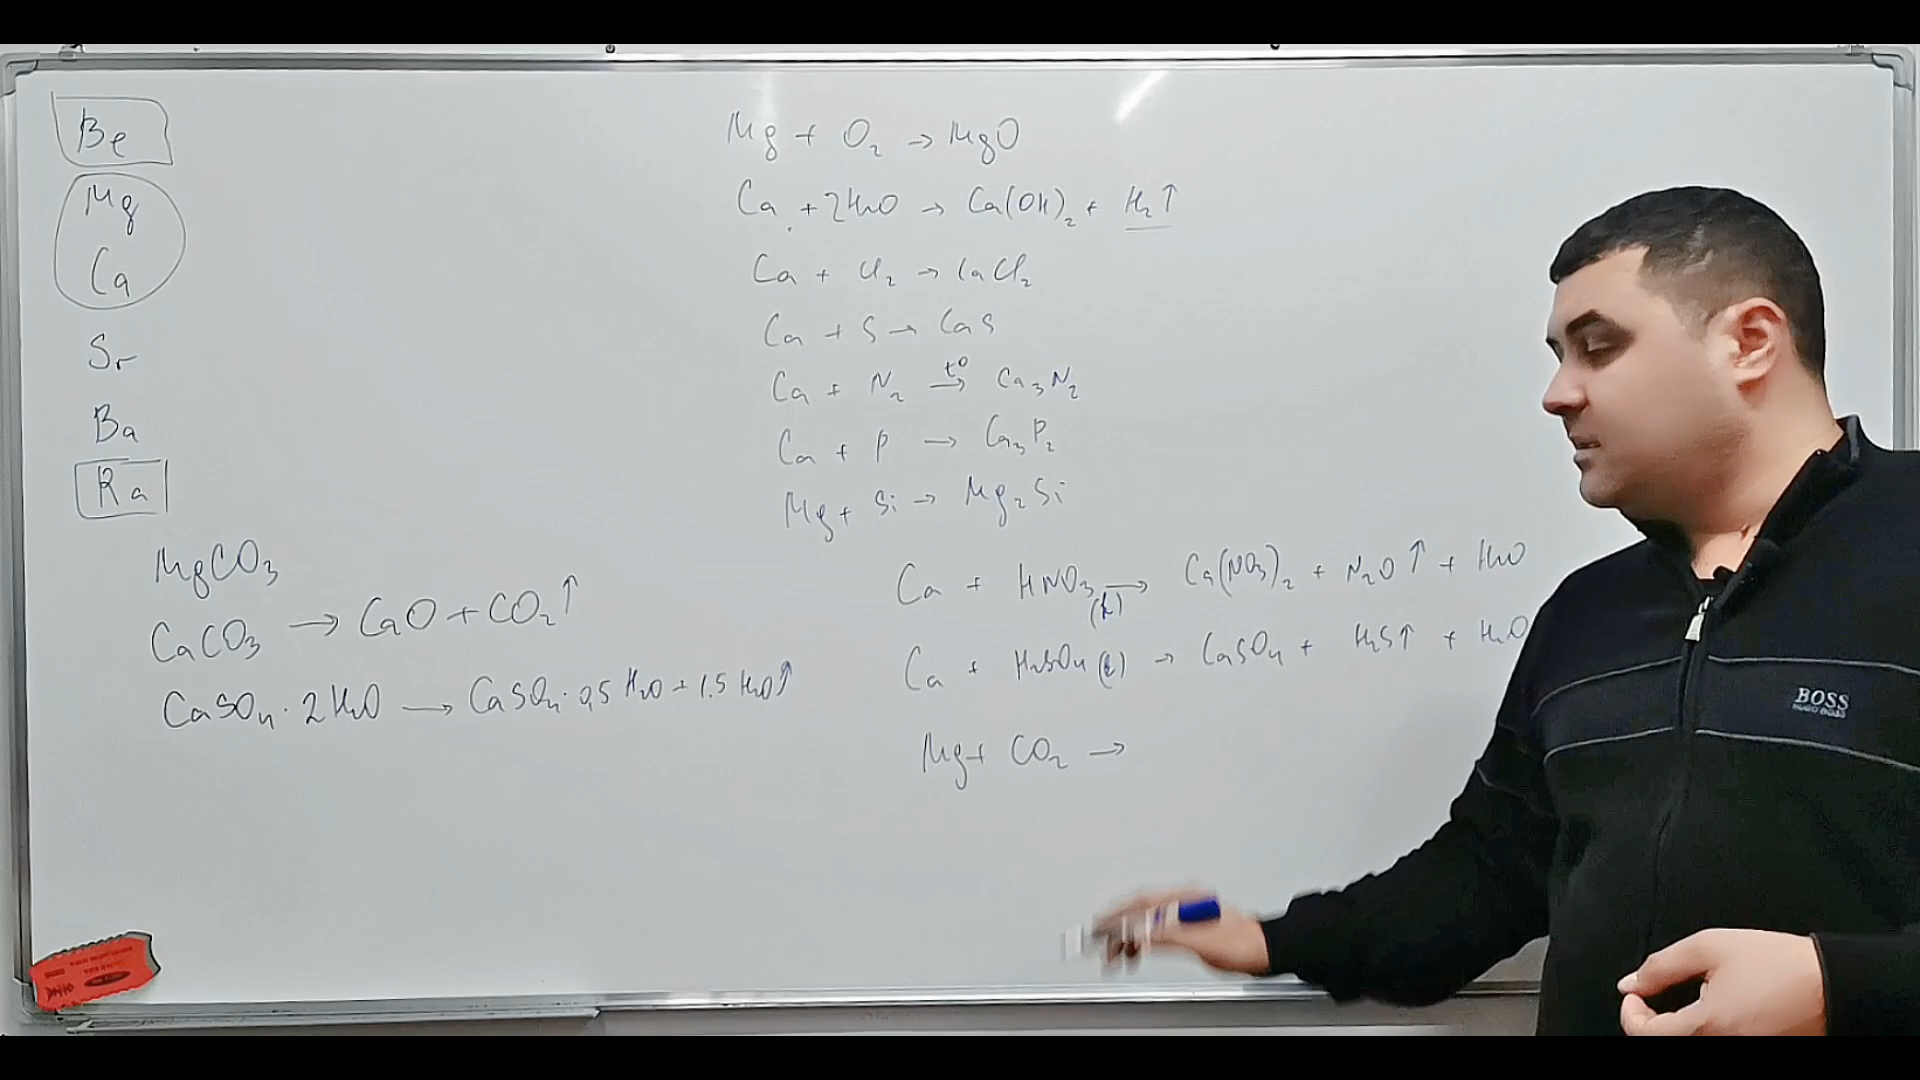 Be
Mg
Ca
Sr
Ba
Ra
MgCO₃
CaCO₃ → CaO + CO₂↑
CaSO₄·2H₂O → CaSO₄·0,5 H₂O + 1.5 H₂O↑
Mg + O₂ → MgO
Ca + 2H₂O → Ca(OH)₂ + H₂↑
Ca + Cl₂ → CaCl₂
Ca + S → CaS
Ca + N₂ t° → Ca₃N₂
Ca + P → Ca₃P₂
Mg + Si → Mg₂Si
Ca + HNO₃ (k) → Ca(NO₃)₂ + N₂O↑ + H₂O
Ca + H₂SO₄ (k) → CaSO₄ + H₂S↑ + H₂O
Mg + CO₂ →
BOSS
HUGO BOSS